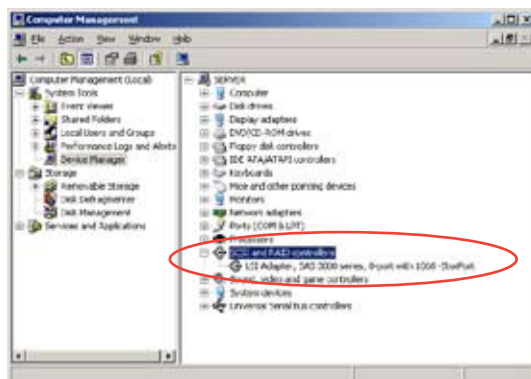 Computer Management
File Action View Window Help
Computer Management (Local)
System Tools
Event Viewer
Shared Folders
Local Users and Groups
Performance Logs and Alerts
Device Manager
Storage
Removable Storage
Disk Defragmenter
Disk Management
Services and Applications
SERVER
Computer
Disk drives
Display adapters
DVD/CD-ROM drives
Floppy disk controllers
IDE ATA/ATAPI controllers
Keyboards
Mice and other pointing devices
Monitors
Network adapters
Ports (COM & LPT)
Processors
SCSI and RAID controllers
LSI Adapter, SAS 3000 series, 8-port with 1068 -StorPort
Sound, video and game controllers
System devices
Universal Serial Bus controllers